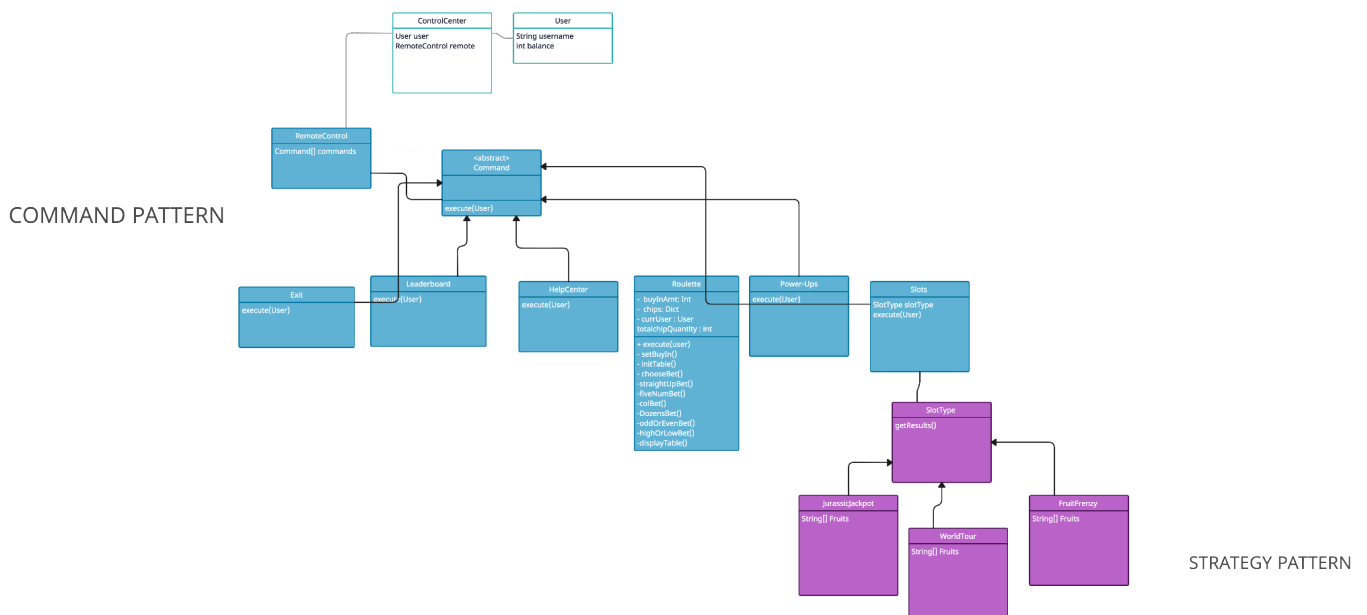 ControlCenter
User user
RemoteControl remote
User
String username
int balance
RemoteControl
Command[] commands
<abstract>
Command
execute(User)
COMMAND PATTERN
Exit
execute(User)
Leaderboard
execute(User)
HelpCenter
execute(User)
Roulette
- buyInAmt: Int
- chips: Dict
- currUser : User
totalchipQuantity : int
+ execute(user)
- setBuyIn()
- initTable()
- chooseBet()
-straightUpBet()
-fiveNumBet()
-colBet()
-DozensBet()
-oddOrEvenBet()
-highOrLowBet()
-displayTable()
Power-Ups
execute(User)
Slots
SlotType slotType
execute(User)
SlotType
getResults()
JurassicJackpot
String[] Fruits
WorldTour
String[] Fruits
FruitFrenzy
String[] Fruits
STRATEGY PATTERN